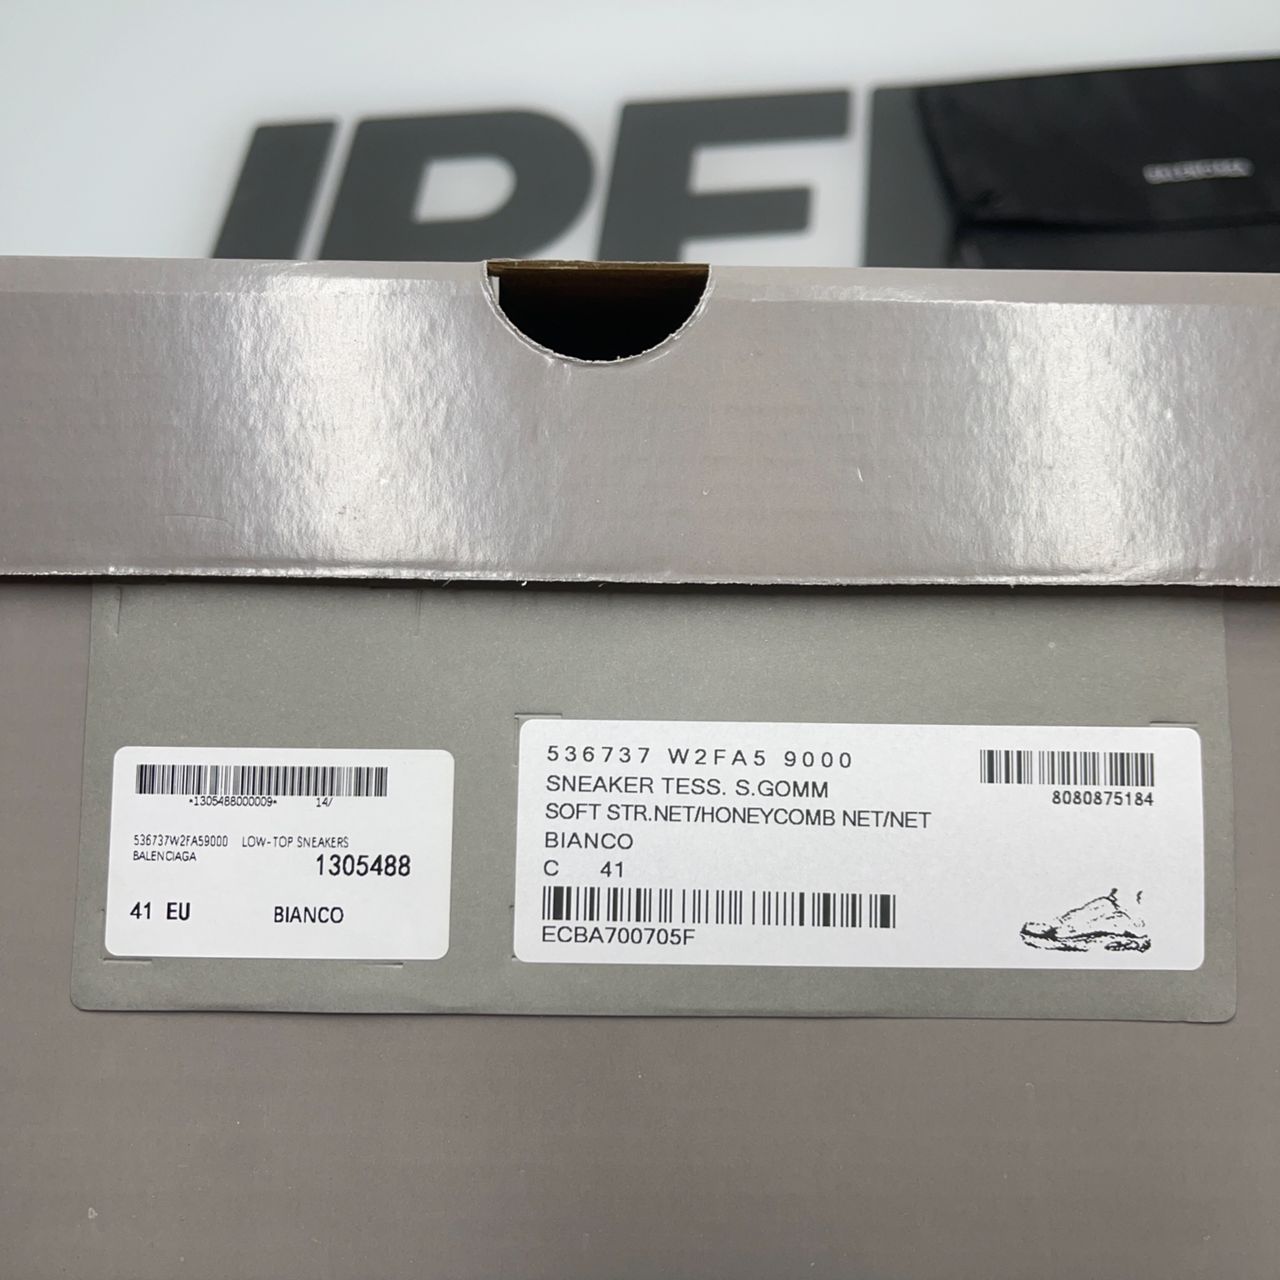 *1305488000009* 14/
536737W2FA59000 LOW-TOP SNEAKERS
BALENCIAGA
1305488
41 EU BIANCO
536737 W2FA5 9000
SNEAKER TESS. S.GOMM
SOFT STR.NET/HONEYCOMB NET/NET
BIANCO
C 41
ECBA700705F
8080875184